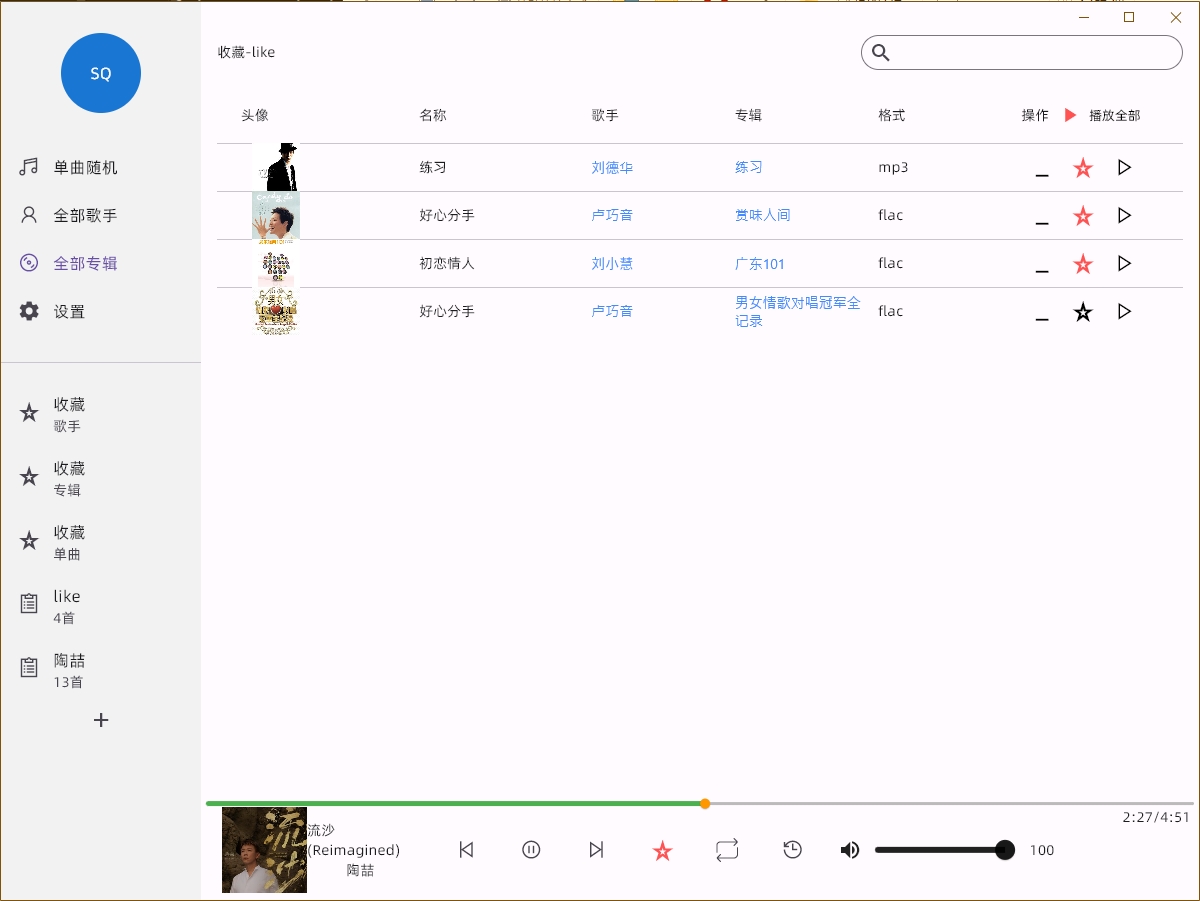 SQ
单曲随机
全部歌手
全部专辑
设置
收藏
歌手
收藏
专辑
收藏
单曲
like
4首
陶喆
13首
收藏-like
头像 名称 歌手 专辑 格式 操作 播放全部
练习 刘德华 练习 mp3
好心分手 卢巧音 赏味人间 flac
初恋情人 刘小慧 广东101 flac
好心分手 卢巧音 男女情歌对唱冠军全 flac
记录
男女
2:27/4:51
流沙
流沙
(Reimagined)
陶喆
100